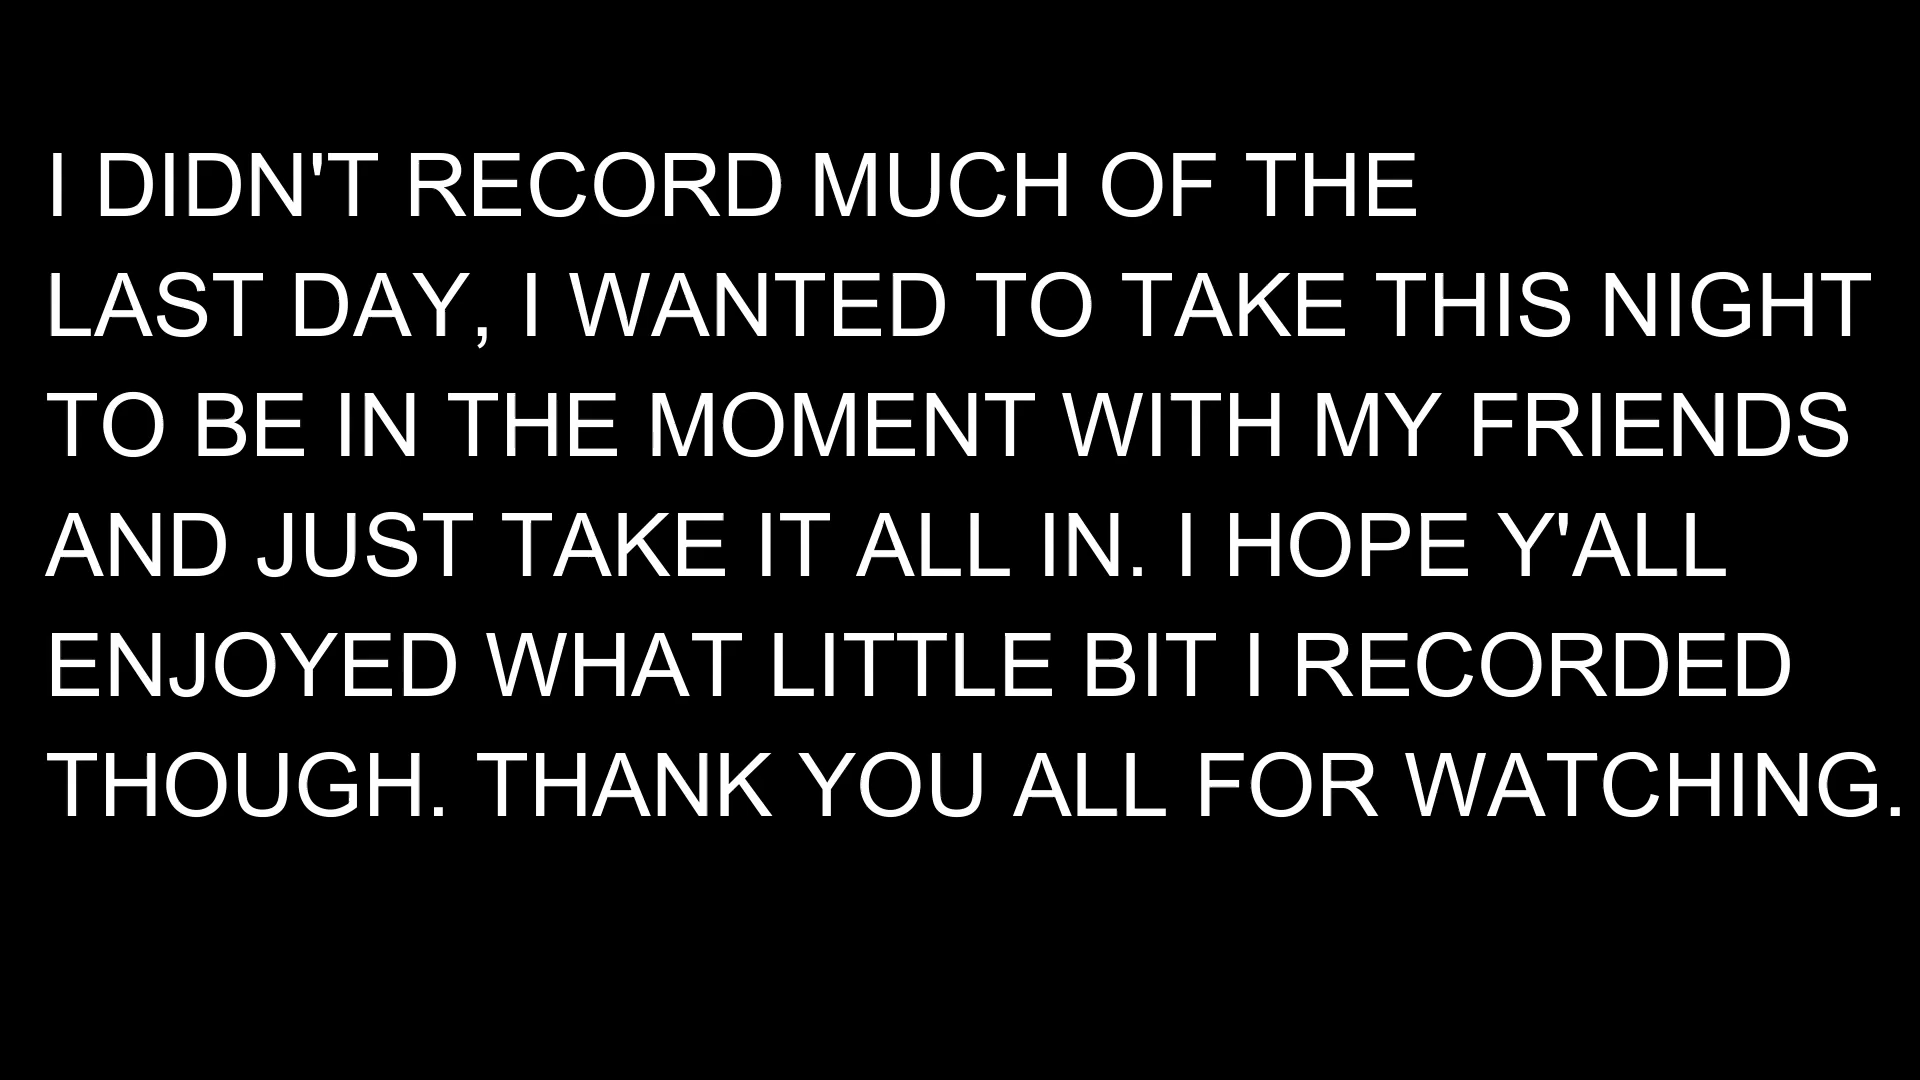 I DIDN'T RECORD MUCH OF THE
LAST DAY, I WANTED TO TAKE THIS NIGHT
TO BE IN THE MOMENT WITH MY FRIENDS
AND JUST TAKE IT ALL IN. I HOPE Y'ALL
ENJOYED WHAT LITTLE BIT I RECORDED
THOUGH. THANK YOU ALL FOR WATCHING.